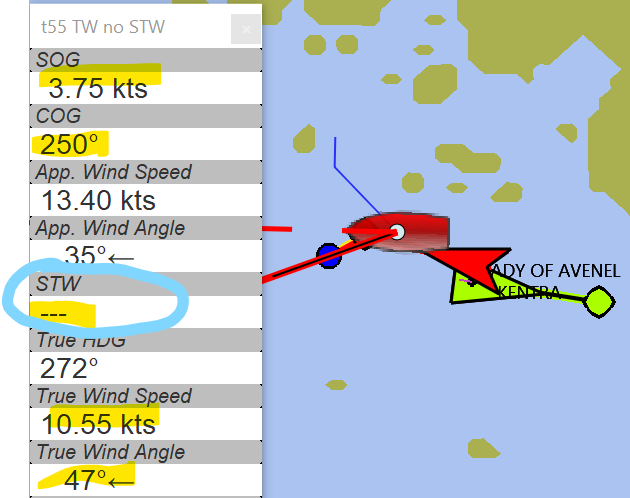 t55 TW no STW ×
SOG
3.75 kts
COG
250°
App. Wind Speed
13.40 kts
App. Wind Angle
35°←
STW
---
True HDG
272°
True Wind Speed
10.55 kts
True Wind Angle
47°←
ADY OF AVENEL
KENTRA